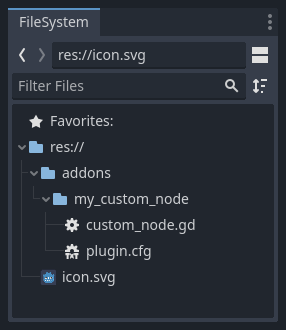 FileSystem
res://icon.svg
Filter Files
Favorites:
res://
addons
my_custom_node
custom_node.gd
plugin.cfg
icon.svg